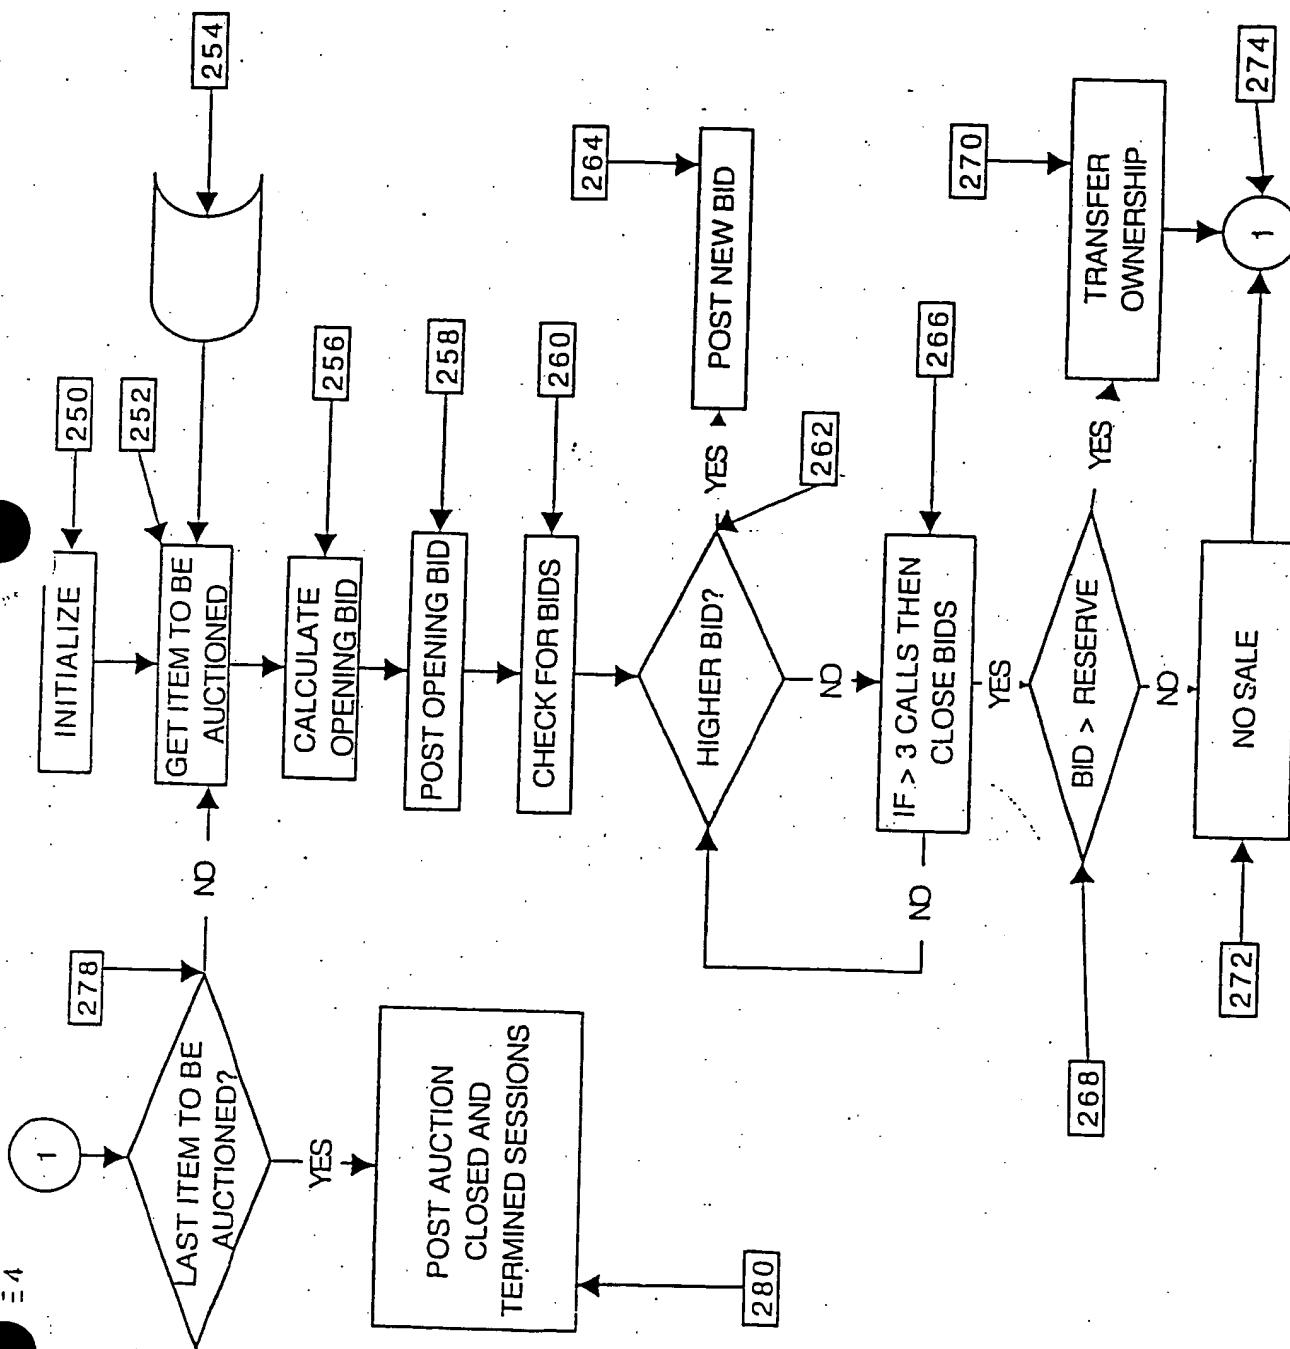 254
250
252
INITIALIZE
GET ITEM TO BE
AUCTIONED
256
CALCULATE
OPENING BID
258
POST OPENING BID
260
CHECK FOR BIDS
264
POST NEW BID
YES
262
HIGHER BID?
NO
266
IF > 3 CALLS THEN
CLOSE BIDS
NO
YES
270
TRANSFER
OWNERSHIP
YES
BID > RESERVE
268
NO
NO SALE
272
274
1
1
278
LAST ITEM TO BE
AUCTIONED?
NO
YES
POST AUCTION
CLOSED AND
TERMINED SESSIONS
280